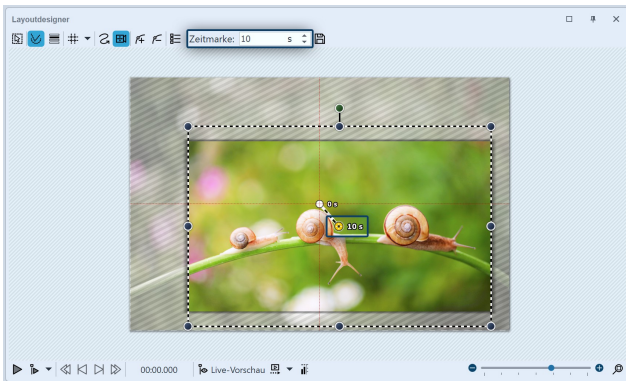 Layoutdesigner
Zeitmarke: 10 s
0 s
10 s
00:00.000 Live-Vorschau